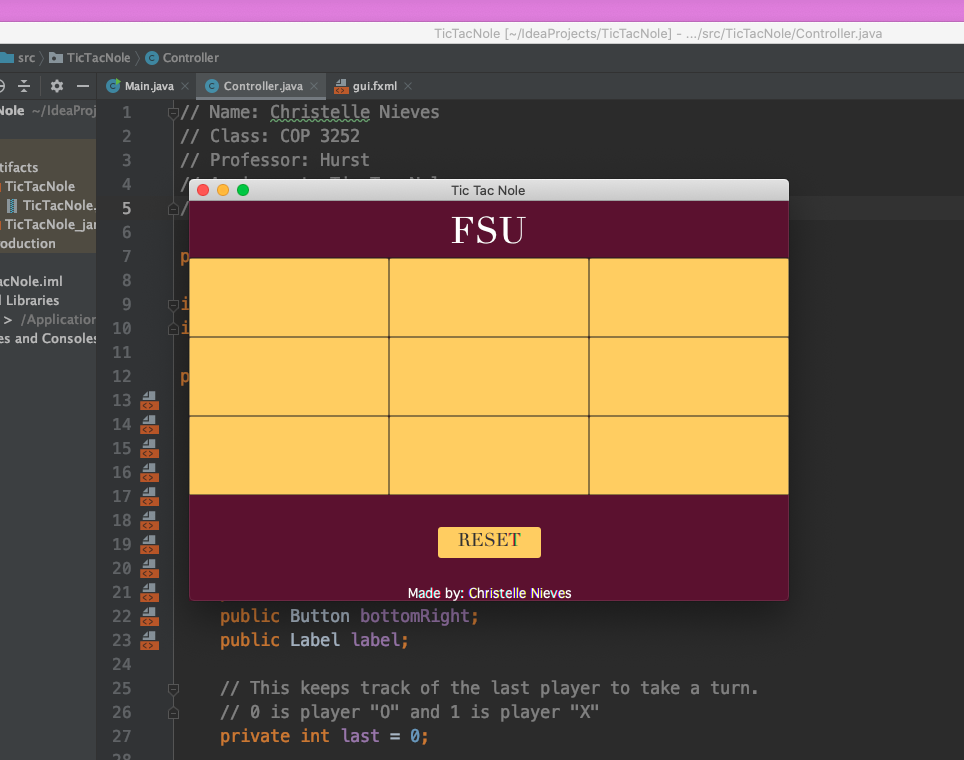 TicTacNole [~/IdeaProjects/TicTacNole] - .../src/TicTacNole/Controller.java
src TicTacNole Controller
Main.java Controller.java gui.fxml
Nole ~/IdeaProj
tifacts
TicTacNole
TicTacNole.
TicTacNole_jar
oduction
acNole.iml
l Libraries
> /Application
es and Consoles
1 // Name: Christelle Nieves
2 // Class: COP 3252
3 // Professor: Hurst
4
5
6
7 p
8
9 i
10 i
11
12 p
13
14
15
16
17
18
19
20
21
Tic Tac Nole
FSU
RESET
Made by: Christelle Nieves
22 public Button bottomRight;
23 public Label label;
24
25 // This keeps track of the last player to take a turn.
26 // 0 is player "O" and 1 is player "X"
27 private int last = 0;
28